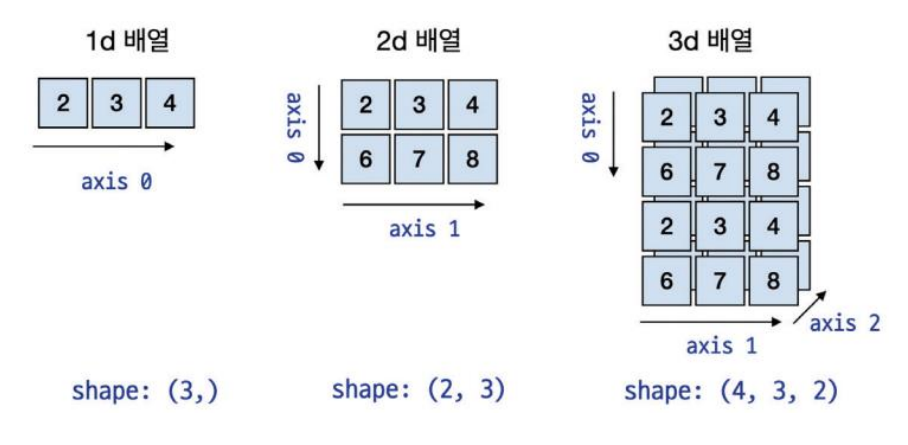 1d 배열
2 3 4
axis 0
shape: (3,)
2d 배열
axis 0
2 3 4
6 7 8
axis 1
shape: (2, 3)
3d 배열
axis 0
2 3 4
6 7 8
2 3 4
6 7 8
axis 1
axis 2
shape: (4, 3, 2)